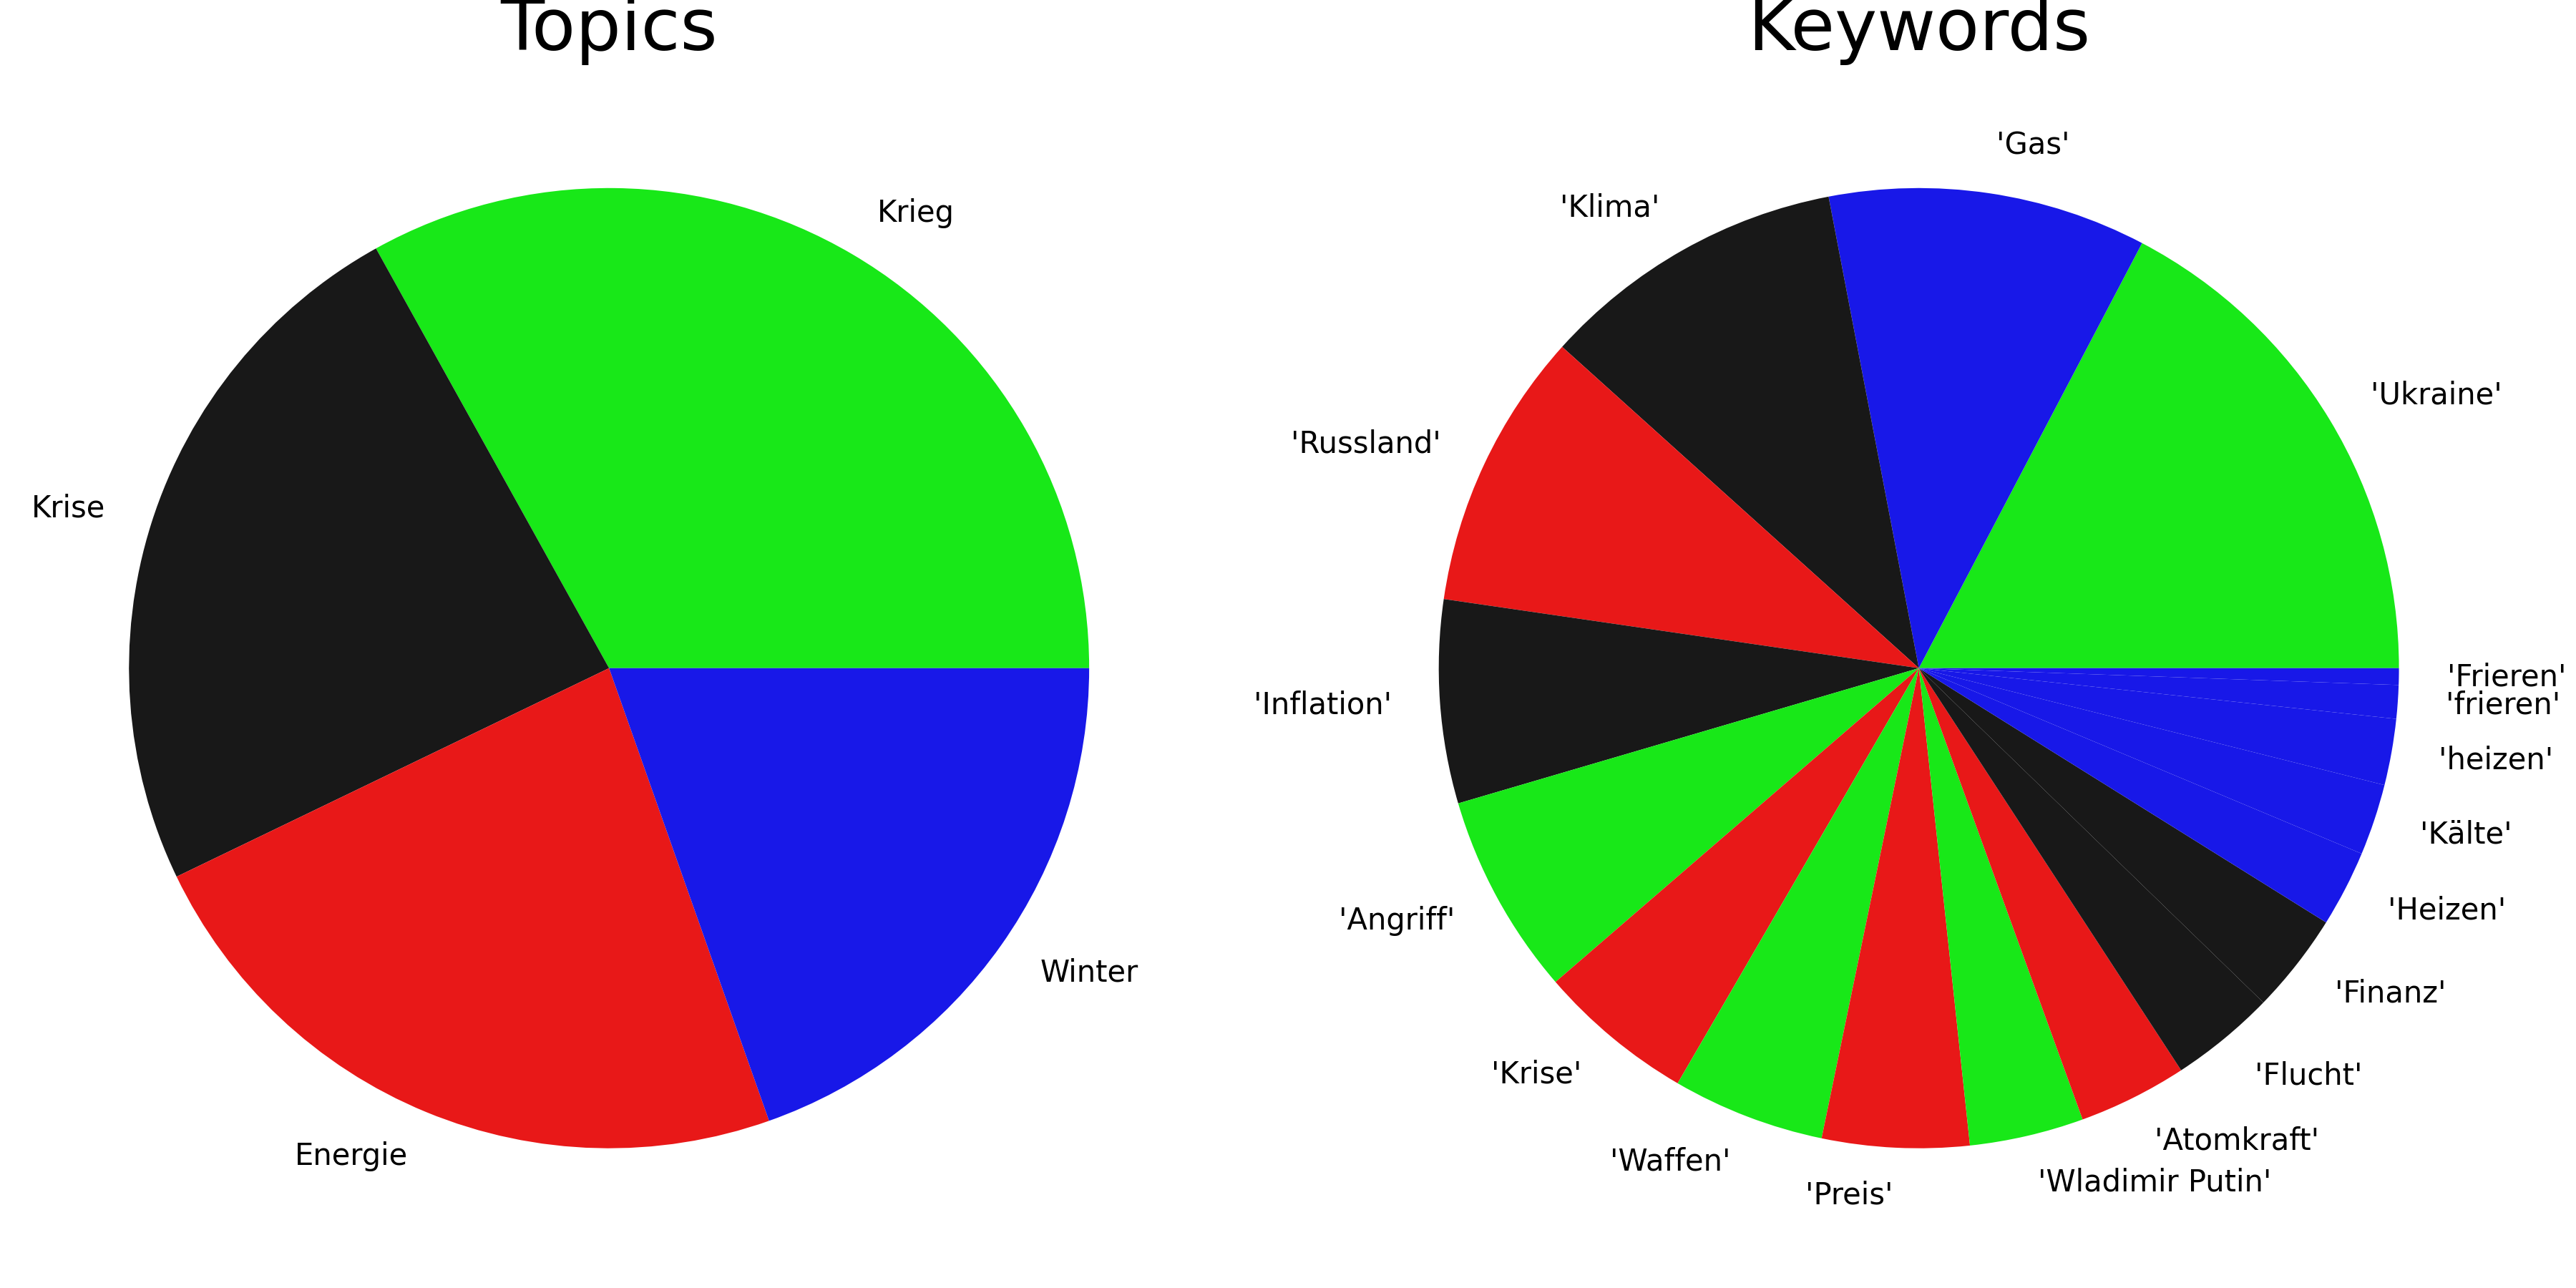 Topics
Krieg
Krise
Energie
Winter
Keywords
'Gas'
'Klima'
'Ukraine'
'Russland'
'Inflation'
'Angriff'
'Krise'
'Waffen'
'Preis'
'Wladimir Putin'
'Atomkraft'
'Flucht'
'Finanz'
'Heizen'
'Kälte'
'heizen'
'frieren'
'Frieren'